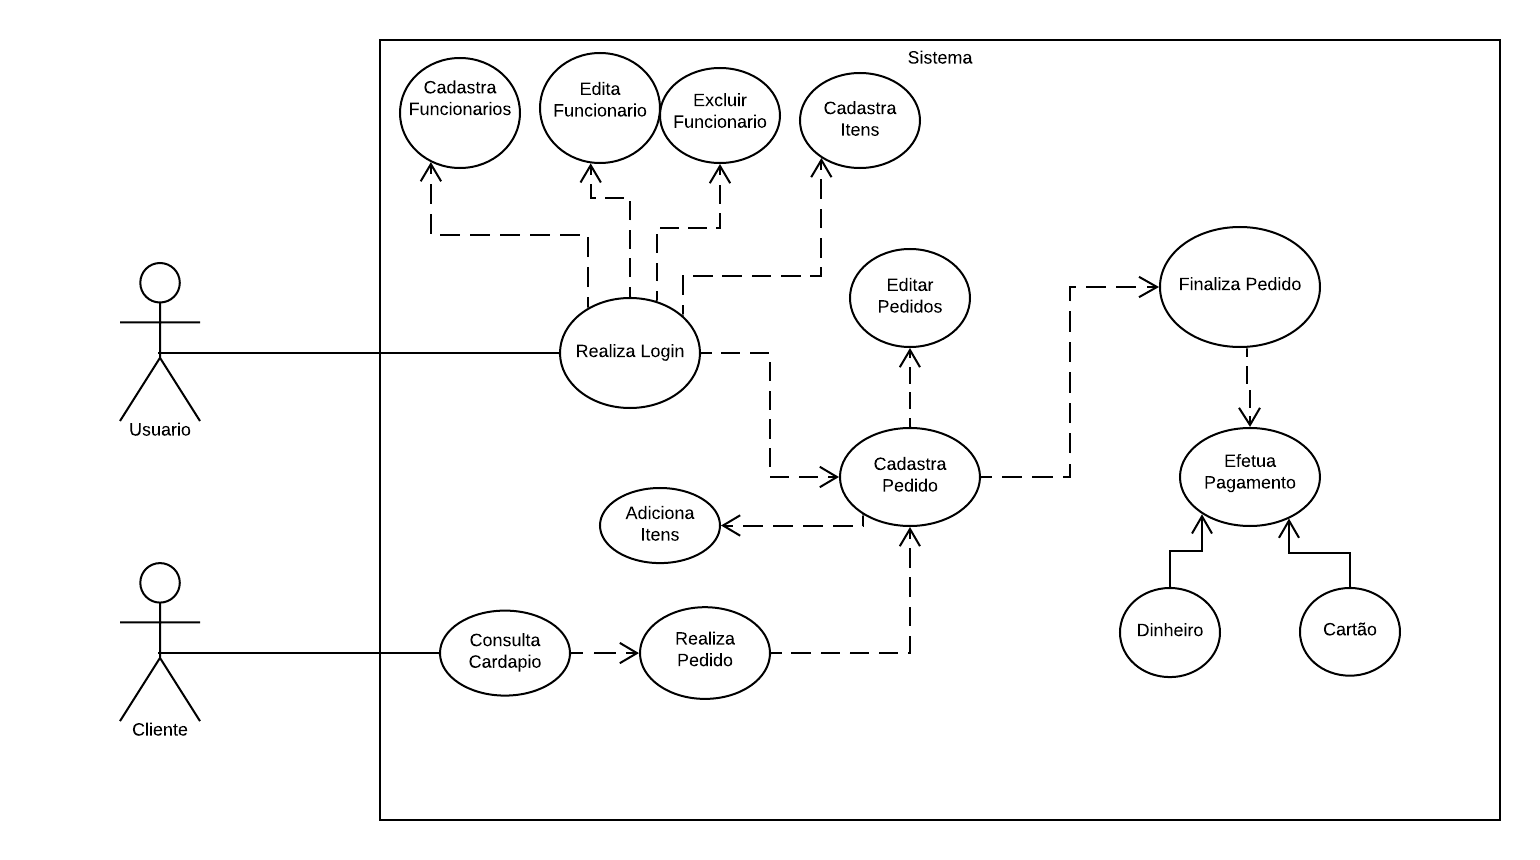 Sistema
Cadastra
Funcionarios
Edita
Funcionario
Excluir
Funcionario
Cadastra
Itens
Editar
Pedidos
Finaliza Pedido
Realiza Login
Usuario
Cadastra
Pedido
Efetua
Pagamento
Adiciona
Itens
Consulta
Cardapio
Realiza
Pedido
Dinheiro
Cartão
Cliente